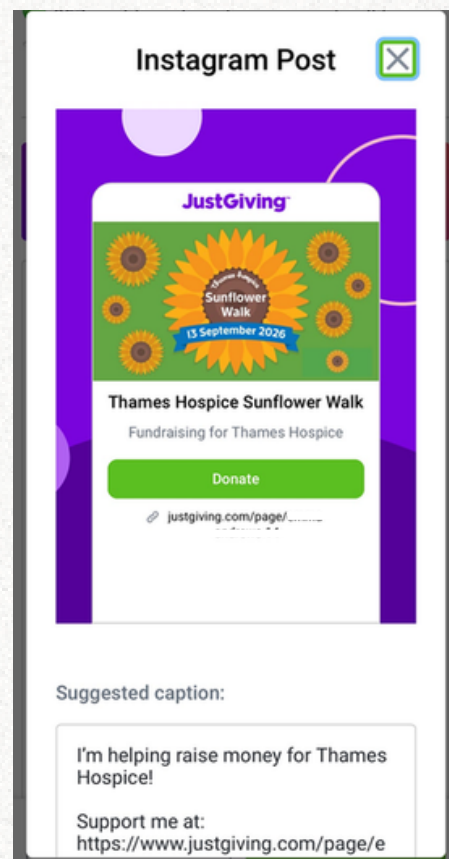 Instagram Post
JustGiving™
Thames Hospice
Sunflower
Walk
13 September 2026
Thames Hospice Sunflower Walk
Fundraising for Thames Hospice
Donate
justgiving.com/page/
Suggested caption:
I'm helping raise money for Thames
Hospice!
Support me at:
https://www.justgiving.com/page/e